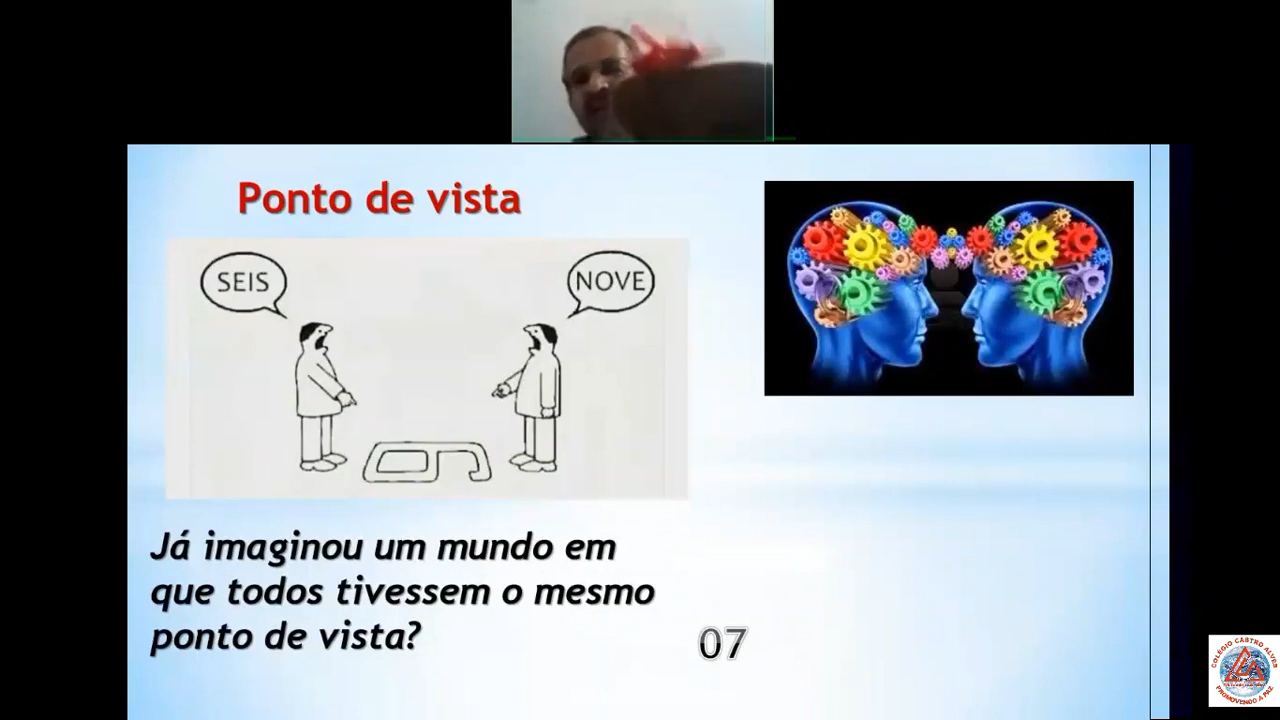 Ponto de vista
SEIS
NOVE
Já imaginou um mundo em
que todos tivessem o mesmo
ponto de vista?
07
COLÉGIO CASTRO ALVES
PROMOVENDO A PAZ